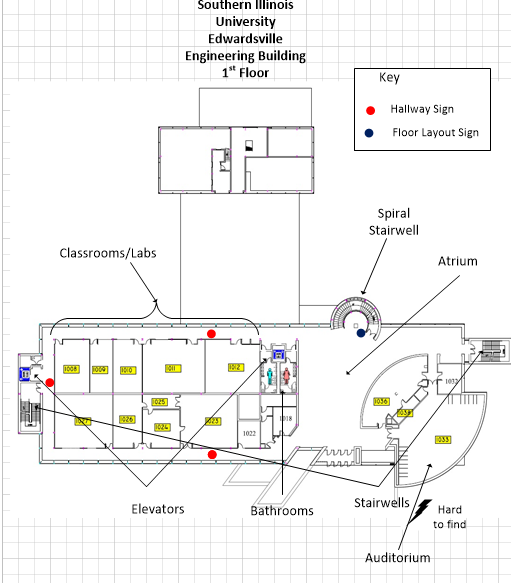 Southern Illinois
University
Edwardsville
Engineering Building
1st Floor
Key
Hallway Sign
Floor Layout Sign
Spiral
Stairwell
Classrooms/Labs
Atrium
1008
1009
1010
1011
1012
1032
1036
1038
1025
1027
1026
1024
1023
1018
1022
1033
Elevators
Bathrooms
Stairwells
Hard
to find
Auditorium